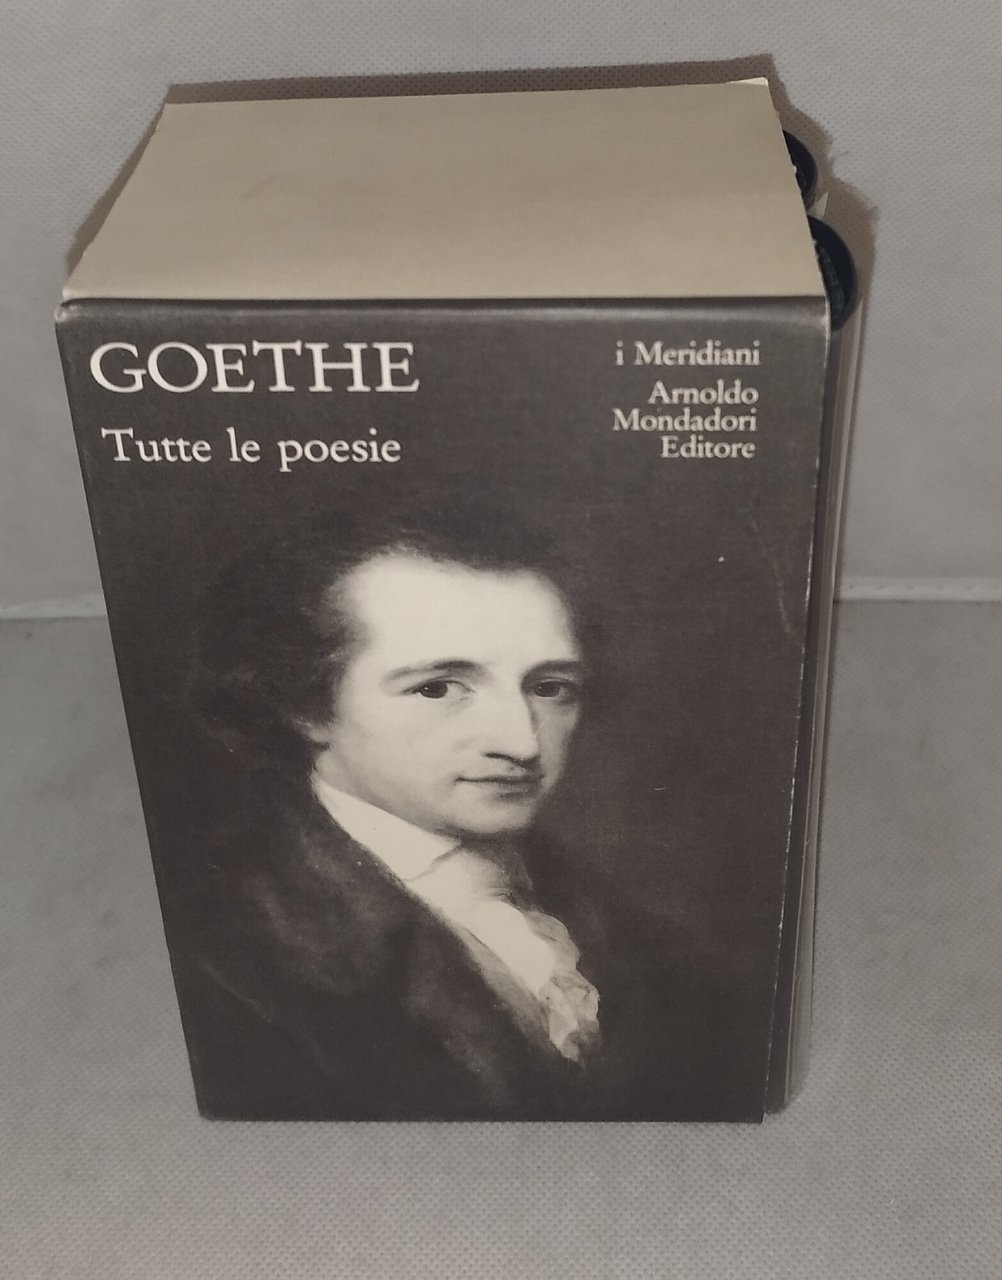 GOETHE
Tutte le poesie
i Meridiani
Arnoldo
Mondadori
Editore